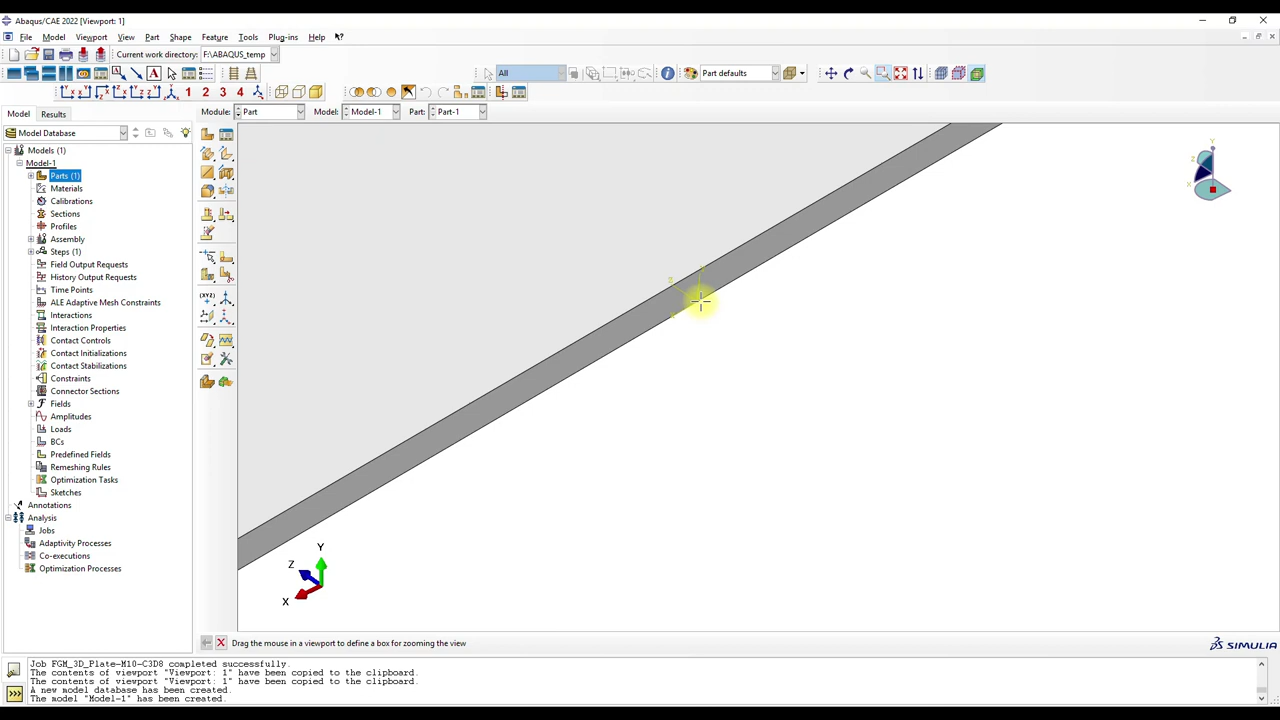 Abaqus/CAE 2022 [Viewport: 1]
File Model Viewport View Part Shape Feature Tools Plug-ins Help
Current work directory: F:\ABAQUS_temp
All
Part defaults
1 2 3 4
Model Results
Module: Part Model: Model-1 Part: Part-1
Model Database
Models (1)
Model-1
Parts (1)
Materials
Calibrations
Sections
Profiles
Assembly
Steps (1)
Field Output Requests
History Output Requests
Time Points
ALE Adaptive Mesh Constraints
Interactions
Interaction Properties
Contact Controls
Contact Initializations
Contact Stabilizations
Constraints
Connector Sections
Fields
Amplitudes
Loads
BCs
Predefined Fields
Remeshing Rules
Optimization Tasks
Sketches
Annotations
Analysis
Jobs
Adaptivity Processes
Co-executions
Optimization Processes
Y
Z
X
Y
Z
X
Drag the mouse in a viewport to define a box for zooming the view
SIMULIA
Job FGM_3D_Plate-M10-C3D8 completed successfully.
The contents of viewport "Viewport: 1" have been copied to the clipboard.
The contents of viewport "Viewport: 1" have been copied to the clipboard.
A new model database has been created.
The model "Model-1" has been created.